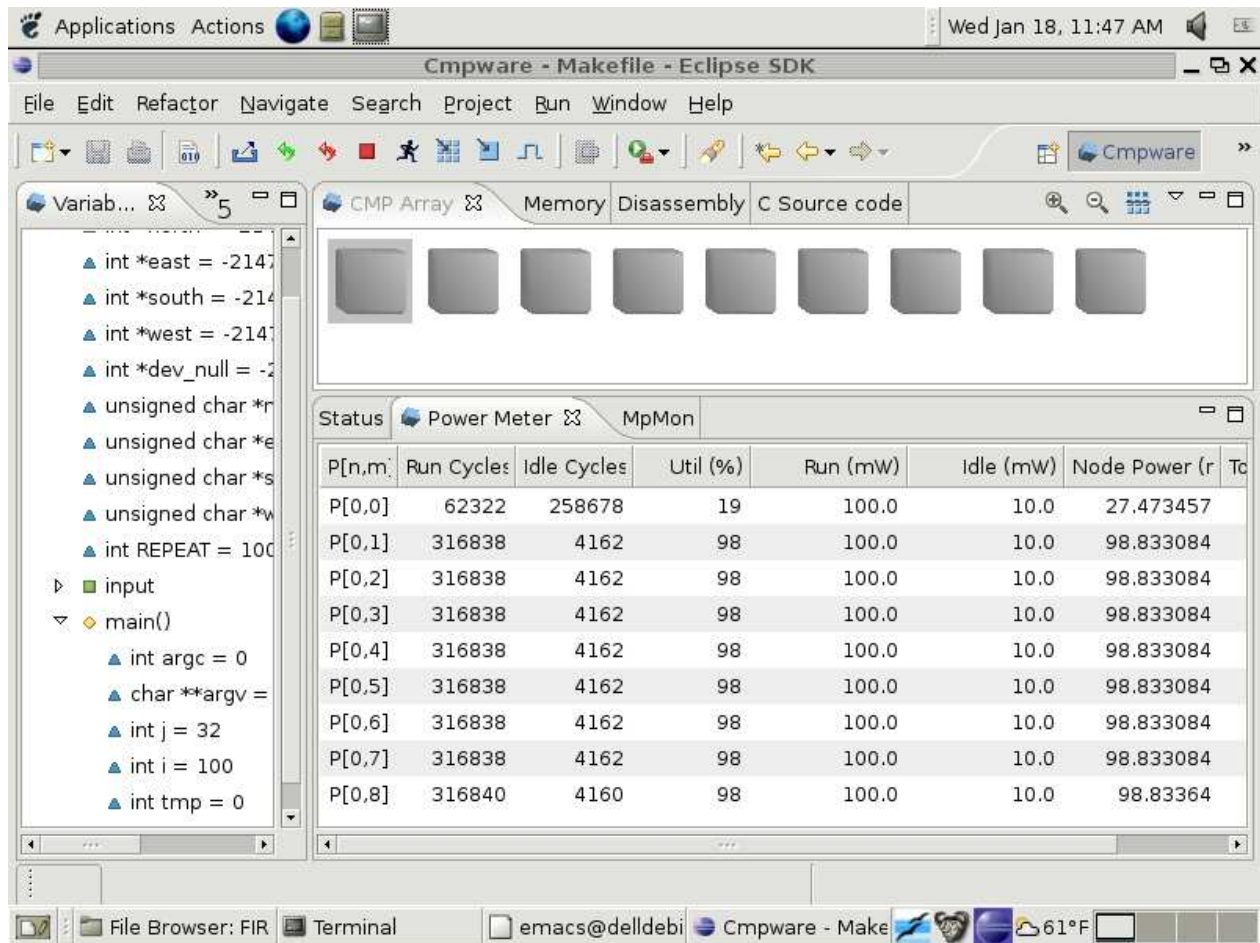 Applications Actions Wed Jan 18, 11:47 AM
Cmpware - Makefile - Eclipse SDK
File Edit Refactor Navigate Search Project Run Window Help
010 Cmpware »
Variab... »5 CMP Array Memory Disassembly C Source code
int *east = -2147
int *south = -214
int *west = -2147
int *dev_null = -2
unsigned char *n
unsigned char *e
unsigned char *s
unsigned char *w
int REPEAT = 100
input
main()
int argc = 0
char **argv =
int j = 32
int i = 100
int tmp = 0
Status Power Meter MpMon
P[n,m] Run Cycles Idle Cycles Util (%) Run (mW) Idle (mW) Node Power (r To
P[0,0] 62322 258678 19 100.0 10.0 27.473457
P[0,1] 316838 4162 98 100.0 10.0 98.833084
P[0,2] 316838 4162 98 100.0 10.0 98.833084
P[0,3] 316838 4162 98 100.0 10.0 98.833084
P[0,4] 316838 4162 98 100.0 10.0 98.833084
P[0,5] 316838 4162 98 100.0 10.0 98.833084
P[0,6] 316838 4162 98 100.0 10.0 98.833084
P[0,7] 316838 4162 98 100.0 10.0 98.833084
P[0,8] 316840 4160 98 100.0 10.0 98.83364
File Browser: FIR Terminal emacs@delldebi Cmpware - Make 61°F